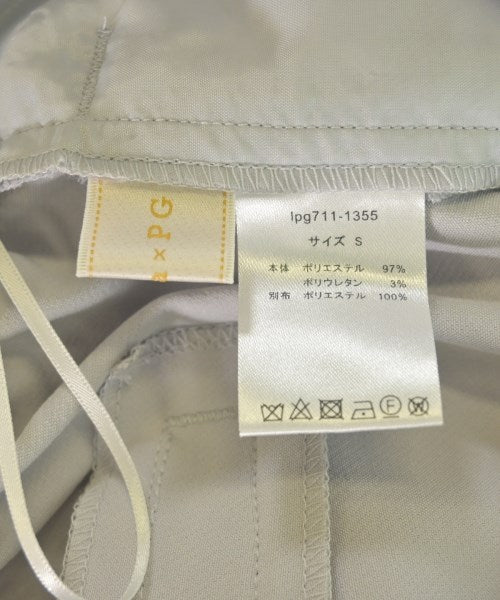 a × PG
lpg711-1355
サイズ S
本体 ポリエステル 97%
ポリウレタン 3%
別布 ポリエステル 100%